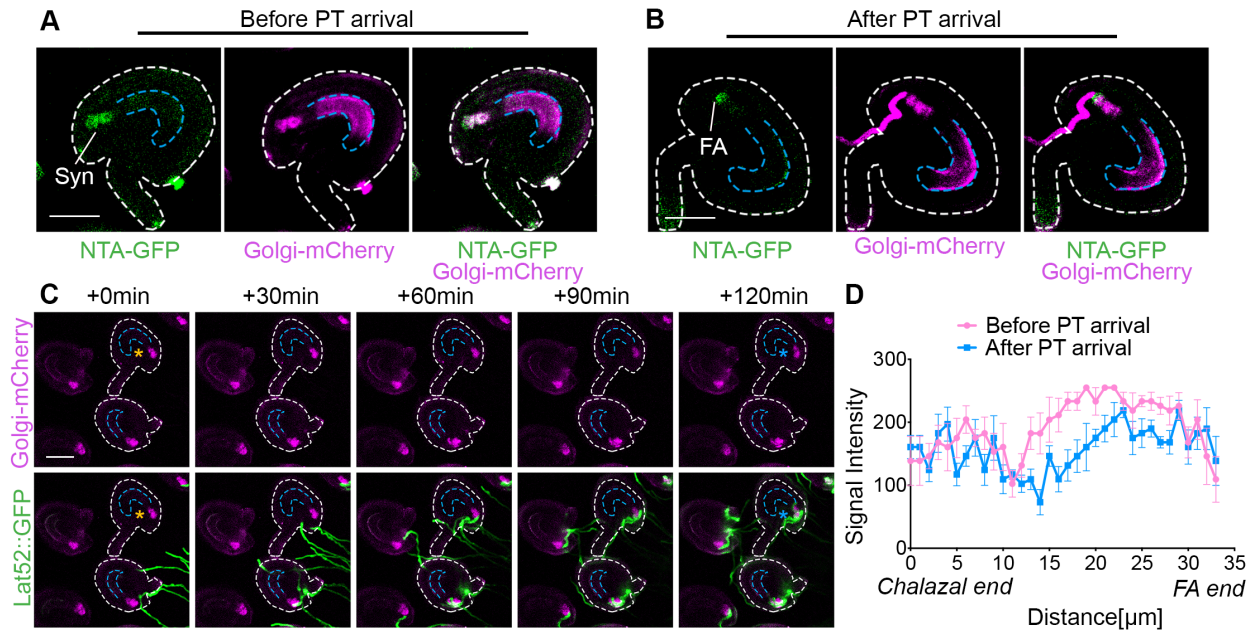 A
Before PT arrival
B
After PT arrival
Syn
FA
NTA-GFP
Golgi-mCherry
NTA-GFP
Golgi-mCherry
NTA-GFP
Golgi-mCherry
NTA-GFP
Golgi-mCherry
C
+0min
+30min
+60min
+90min
+120min
Golgi-mCherry
*
*
Lat52::GFP
*
*
D
Before PT arrival
After PT arrival
Signal Intensity
300
200
100
0
0
5
10
15
20
25
30
35
Chalazal end
FA end
Distance[µm]